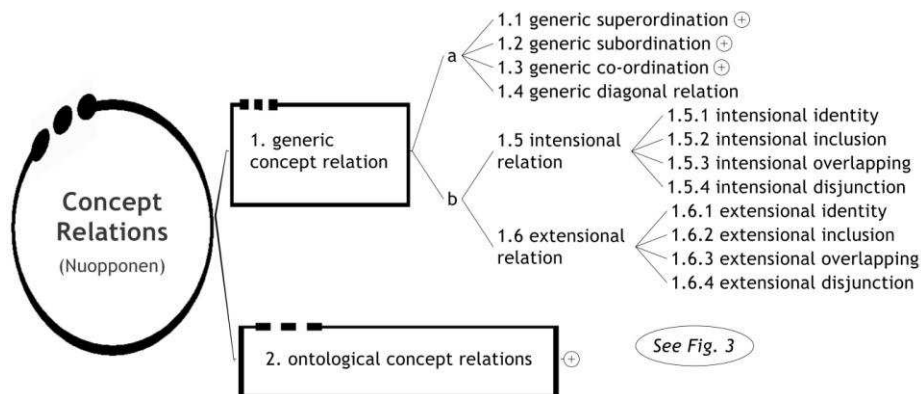 Concept
Relations
(Nuopponen)
1. generic
concept relation
a
1.1 generic superordination
1.2 generic subordination
1.3 generic co-ordination
1.4 generic diagonal relation
b
1.5 intensional
relation
1.5.1 intensional identity
1.5.2 intensional inclusion
1.5.3 intensional overlapping
1.5.4 intensional disjunction
1.6 extensional
relation
1.6.1 extensional identity
1.6.2 extensional inclusion
1.6.3 extensional overlapping
1.6.4 extensional disjunction
2. ontological concept relations
See Fig. 3